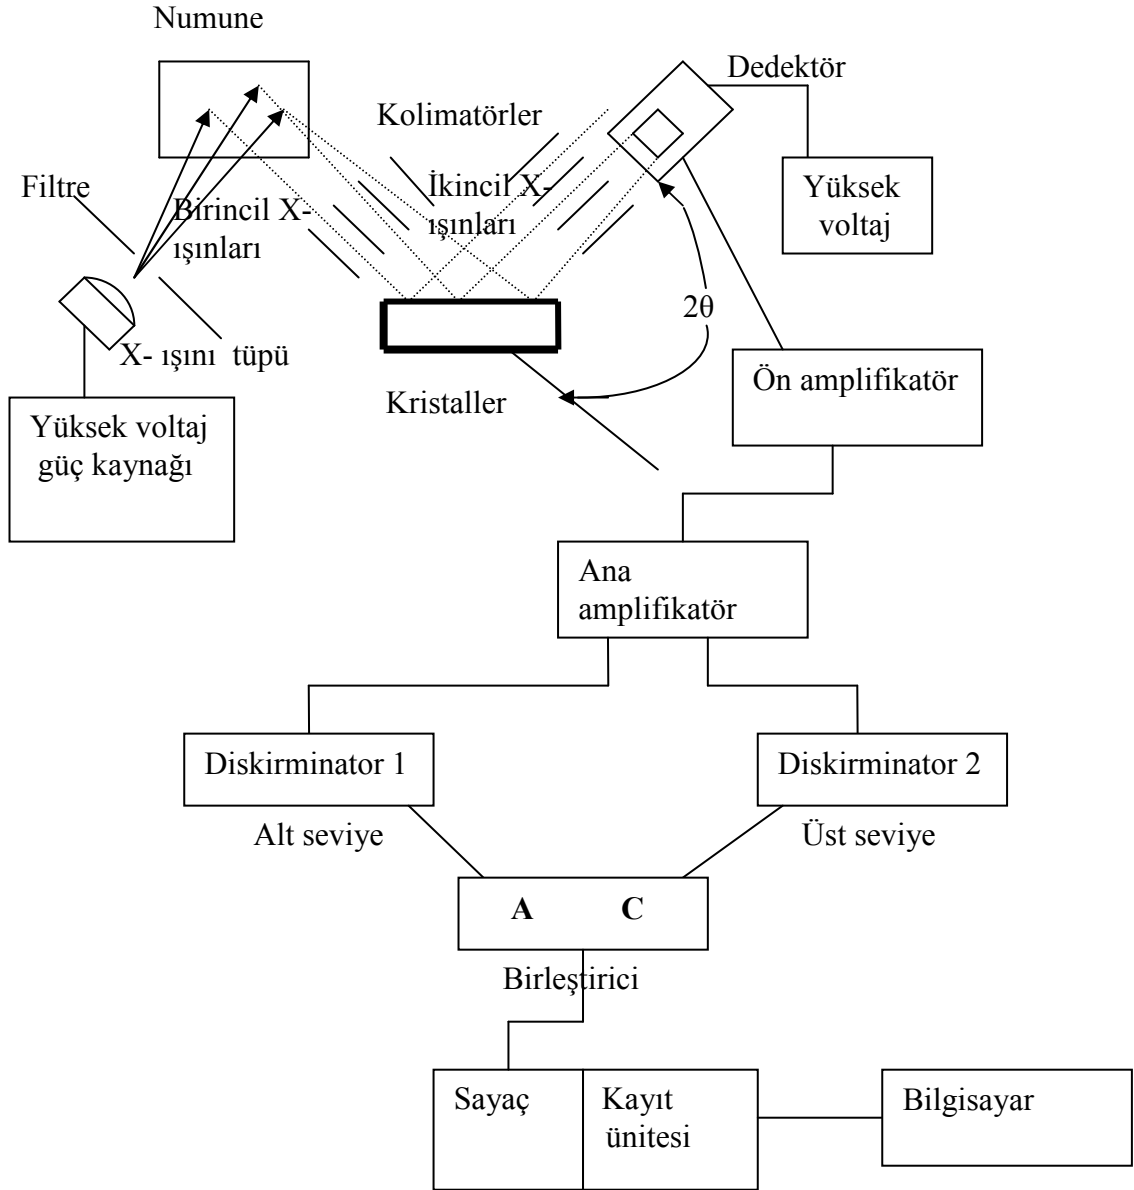 Numune
Dedektör
Kolimatörler
Yüksek
voltaj
Filtre
Birincil X-
ışınları
İkincil X-
ışınları
2θ
X- ışını tüpü
Ön amplifikatör
Kristaller
Yüksek voltaj
güç kaynağı
Ana
amplifikatör
Diskirminator 1
Diskirminator 2
Alt seviye
Üst seviye
A C
Birleştirici
Sayaç
Kayıt
ünitesi
Bilgisayar